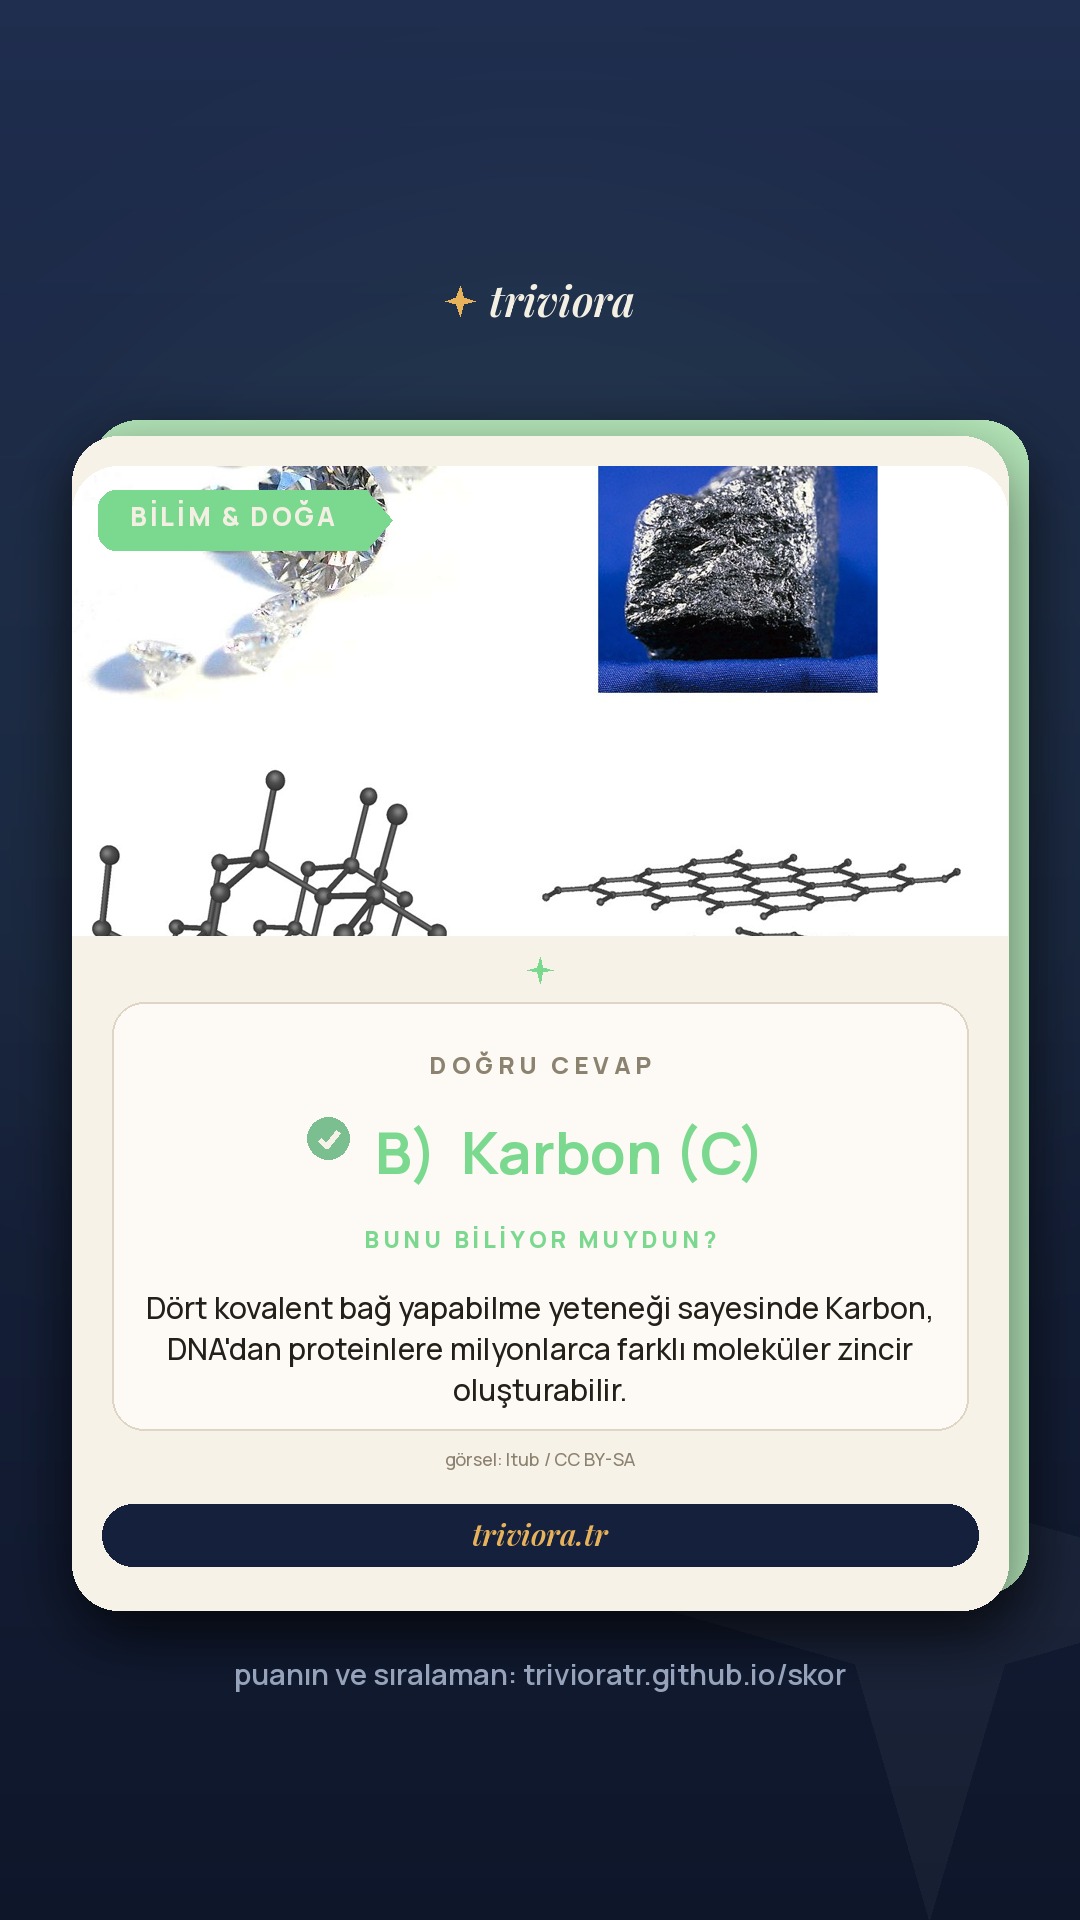 triviora
BİLİM & DOĞA
DOĞRU CEVAP
B) Karbon (C)
BUNU BİLİYOR MUYDUN?
Dört kovalent bağ yapabilme yeteneği sayesinde Karbon,
DNA'dan proteinlere milyonlarca farklı moleküler zincir
oluşturabilir.
görsel: Itub / CC BY-SA
triviora.tr
puanın ve sıralaman: trivioratr.github.io/skor